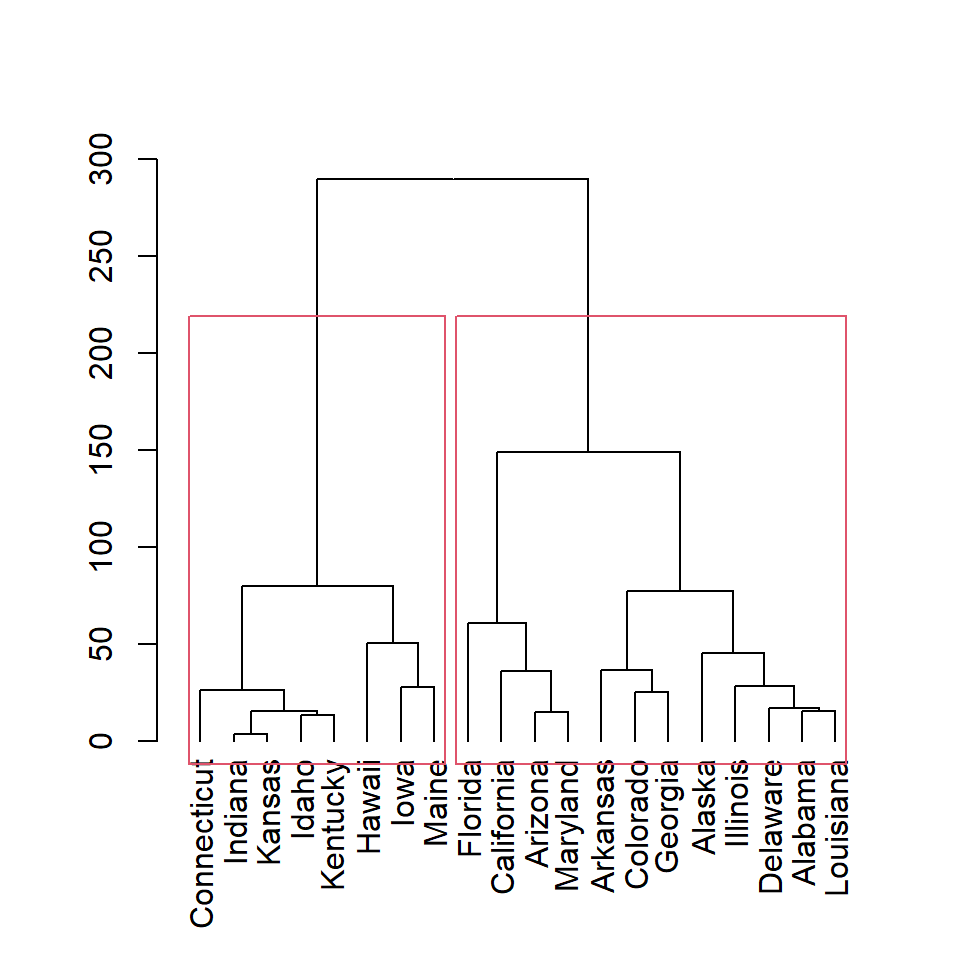 300
250
200
150
100
50
0
Connecticut
Indiana
Kansas
Idaho
Kentucky
Hawaii
Iowa
Maine
Florida
California
Arizona
Maryland
Arkansas
Colorado
Georgia
Alaska
Illinois
Delaware
Alabama
Louisiana